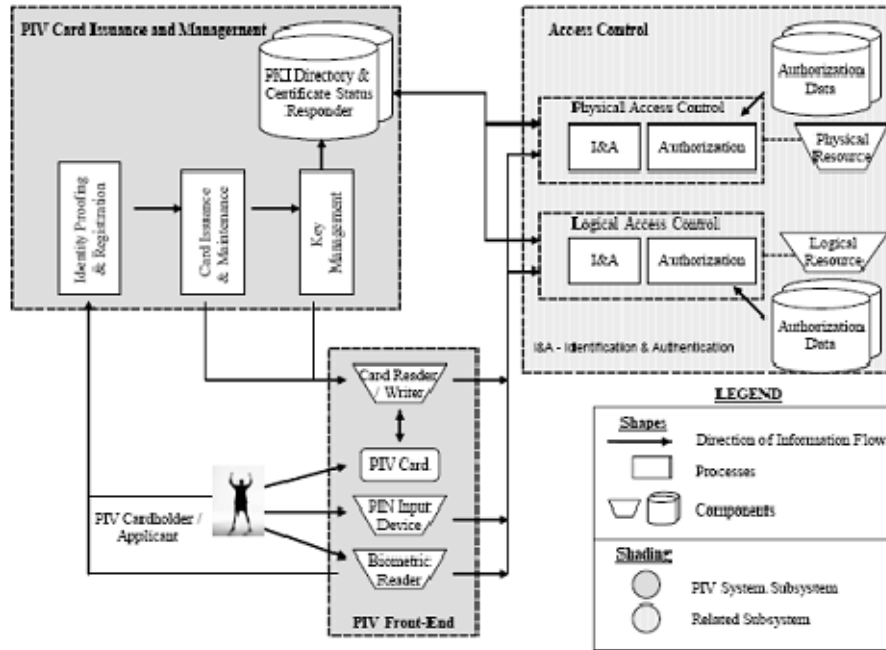 PIV Card Issuance and Management
PKI Directory &
Certificate Status
Responder
Identity Proofing
& Registration
Card Issuance
& Maintenance
Key
Management
Access Control
Authorization
Data
Physical Access Control
I&A
Authorization
Physical
Resource
Logical Access Control
I&A
Authorization
Logical
Resource
Authorization
Data
I&A - Identification & Authentication
Card Reader
/ Writer
PIV Card
PIN Input
Device
Biometric
Reader
PIV Front-End
PIV Cardholder /
Applicant
LEGEND
Shapes
Direction of Information Flow
Processes
Components
Shading
PIV System Subsystem
Related Subsystem